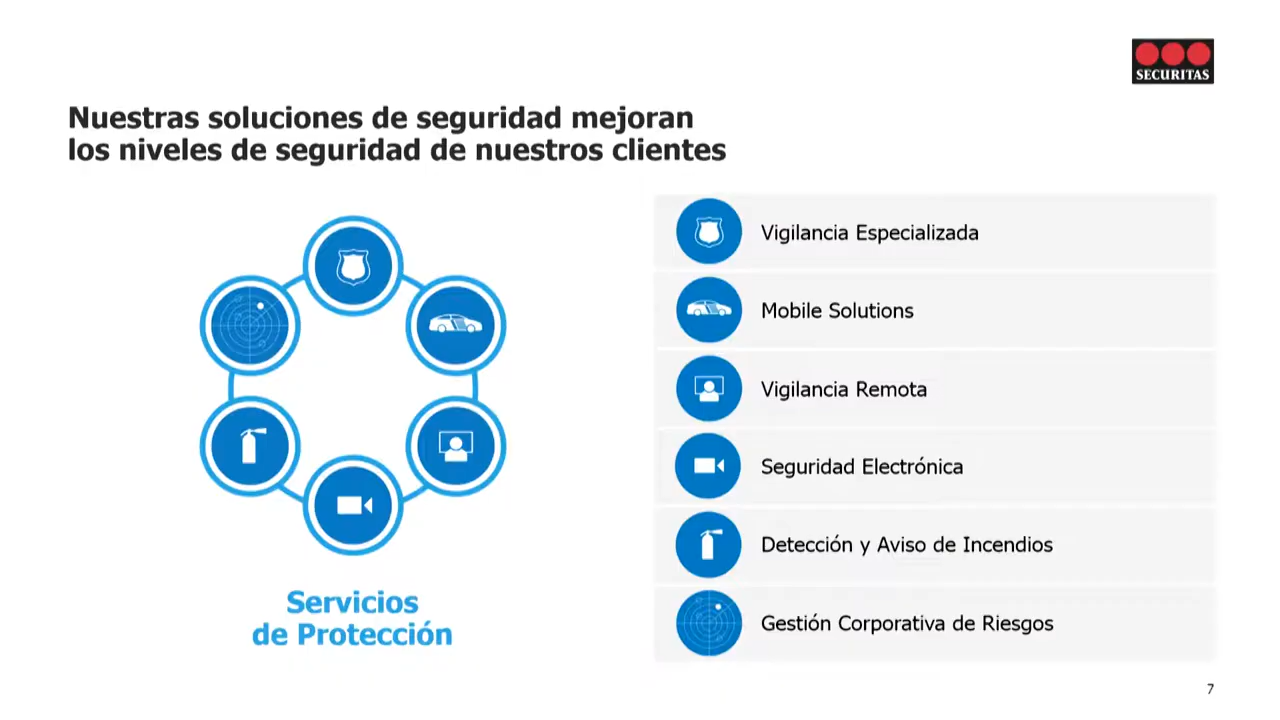 SECURITAS
Nuestras soluciones de seguridad mejoran
los niveles de seguridad de nuestros clientes
Servicios
de Protección
Vigilancia Especializada
Mobile Solutions
Vigilancia Remota
Seguridad Electrónica
Detección y Aviso de Incendios
Gestión Corporativa de Riesgos
7